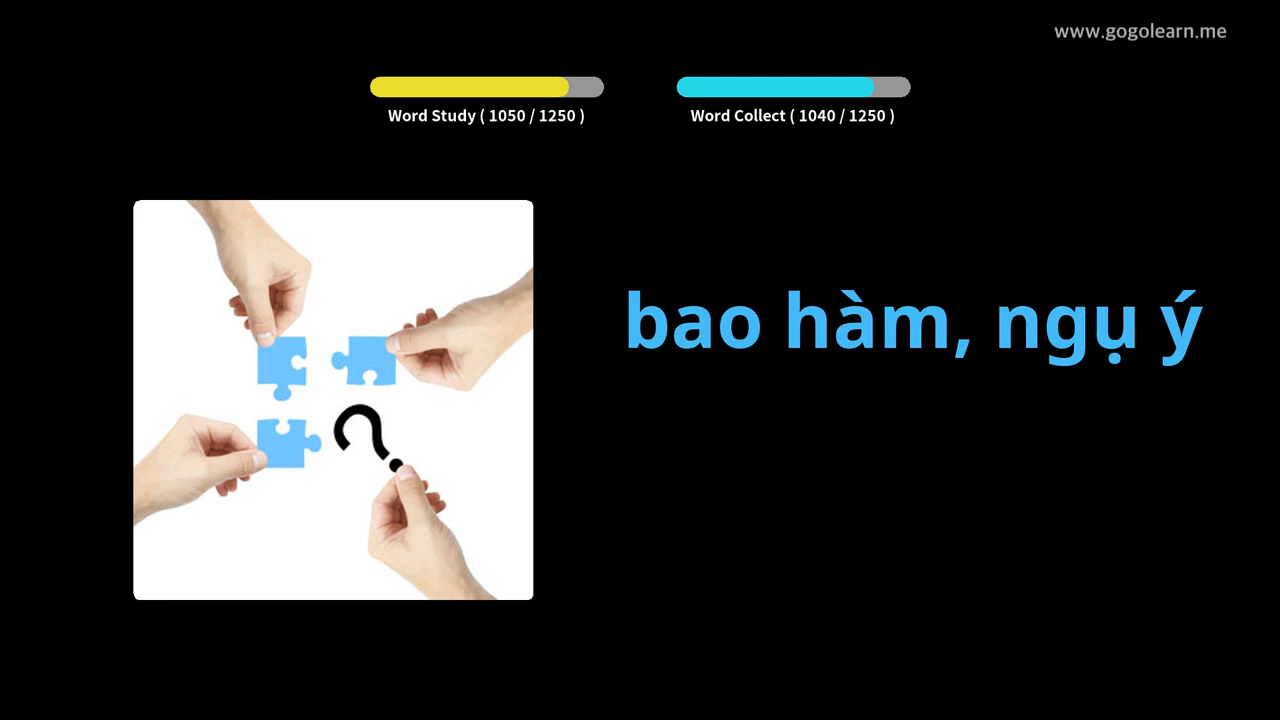 www.gogolearn.me
Word Study ( 1050 / 1250 )
Word Collect ( 1040 / 1250 )
bao hàm, ngụ ý
?